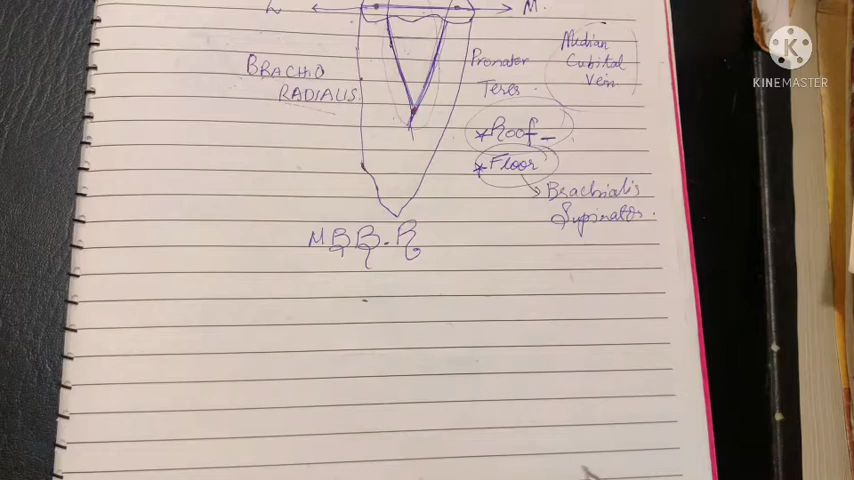 L
M.
Median
Cubital
Vein
BRACHIO
RADIALIS
Pronator
Teres
* Roof -
* Floor
Brachialis
Supinator.
MBB.R
K
KINEMASTER